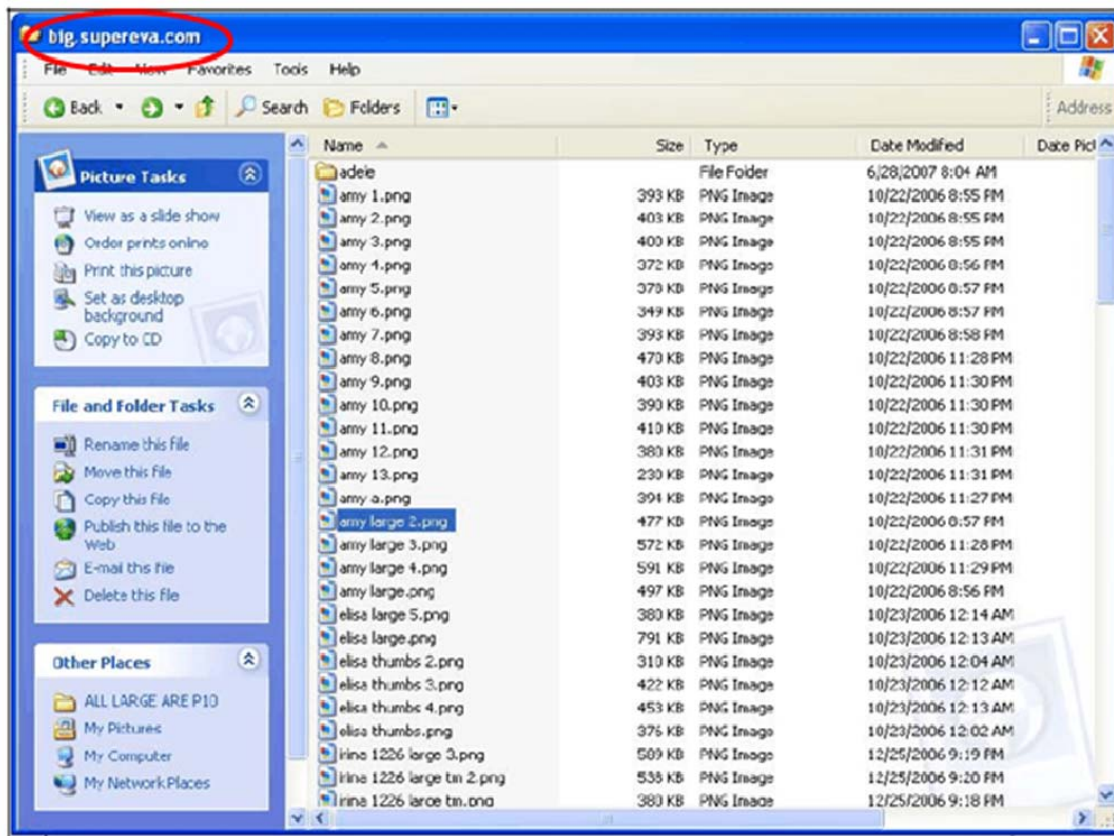 big.supereva.com
File Edit View Favorites Tools Help
Back Search Folders Address
Name Size Type Date Modified Date Pict
Picture Tasks
View as a slide show
Order prints online
Print this picture
Set as desktop
background
Copy to CD
File and Folder Tasks
Rename this file
Move this file
Copy this file
Publish this file to the
Web
E-mail this file
Delete this file
Other Places
ALL LARGE ARE P10
My Pictures
My Computer
My Network Places
adele File Folder 6/28/2007 8:04 AM
amy 1.png 393 KB PNG Image 10/22/2006 8:55 PM
amy 2.png 403 KB PNG Image 10/22/2006 8:55 PM
amy 3.png 400 KB PNG Image 10/22/2006 8:55 PM
amy 4.png 372 KB PNG Image 10/22/2006 8:56 PM
amy 5.png 378 KB PNG Image 10/22/2006 8:57 PM
amy 6.png 349 KB PNG Image 10/22/2006 8:57 PM
amy 7.png 393 KB PNG Image 10/22/2006 8:58 PM
amy 8.png 470 KB PNG Image 10/22/2006 11:28 PM
amy 9.png 403 KB PNG Image 10/22/2006 11:30 PM
amy 10.png 390 KB PNG Image 10/22/2006 11:30 PM
amy 11.png 410 KB PNG Image 10/22/2006 11:30 PM
amy 12.png 380 KB PNG Image 10/22/2006 11:31 PM
amy 13.png 230 KB PNG Image 10/22/2006 11:31 PM
amy a.png 394 KB PNG Image 10/22/2006 11:27 PM
amy large 2.png 477 KB PNG Image 10/22/2006 8:57 PM
amy large 3.png 572 KB PNG Image 10/22/2006 11:28 PM
amy large 4.png 591 KB PNG Image 10/22/2006 11:29 PM
amy large.png 497 KB PNG Image 10/22/2006 8:56 PM
elisa large 5.png 380 KB PNG Image 10/23/2006 12:14 AM
elisa large.png 791 KB PNG Image 10/23/2006 12:13 AM
elisa thumbs 2.png 310 KB PNG Image 10/23/2006 12:04 AM
elisa thumbs 3.png 422 KB PNG Image 10/23/2006 12:12 AM
elisa thumbs 4.png 453 KB PNG Image 10/23/2006 12:13 AM
elisa thumbs.png 376 KB PNG Image 10/23/2006 12:02 AM
irina 1226 large 3.png 589 KB PNG Image 12/25/2006 9:19 PM
irina 1226 large tm 2.png 538 KB PNG Image 12/25/2006 9:20 PM
irina 1226 large tm.png 380 KB PNG Image 12/25/2006 9:18 PM